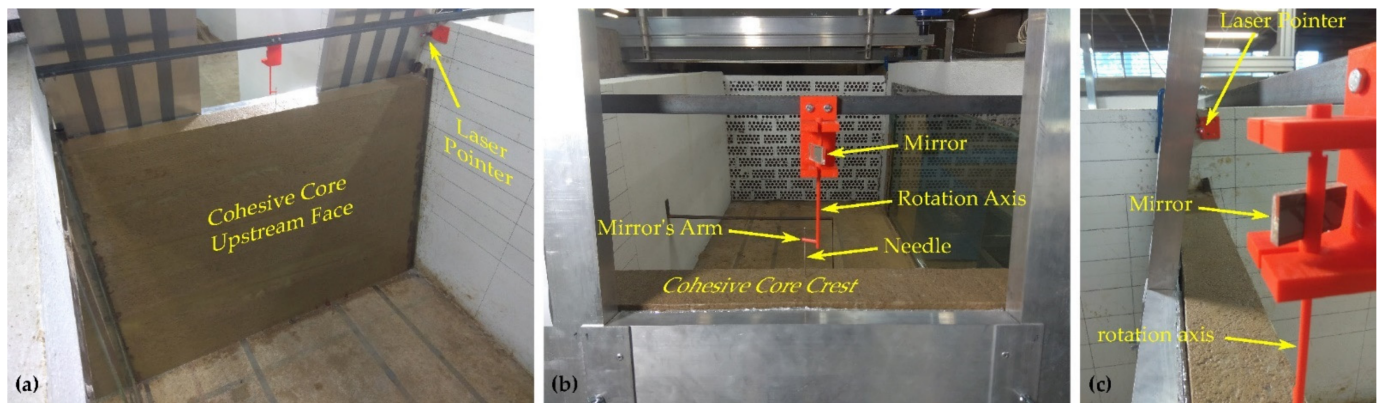 Laser
Pointer
Cohesive Core
Upstream Face
(a)
Mirror
Rotation Axis
Mirror's Arm
Needle
Cohesive Core Crest
(b)
Laser Pointer
Mirror
rotation axis
(c)